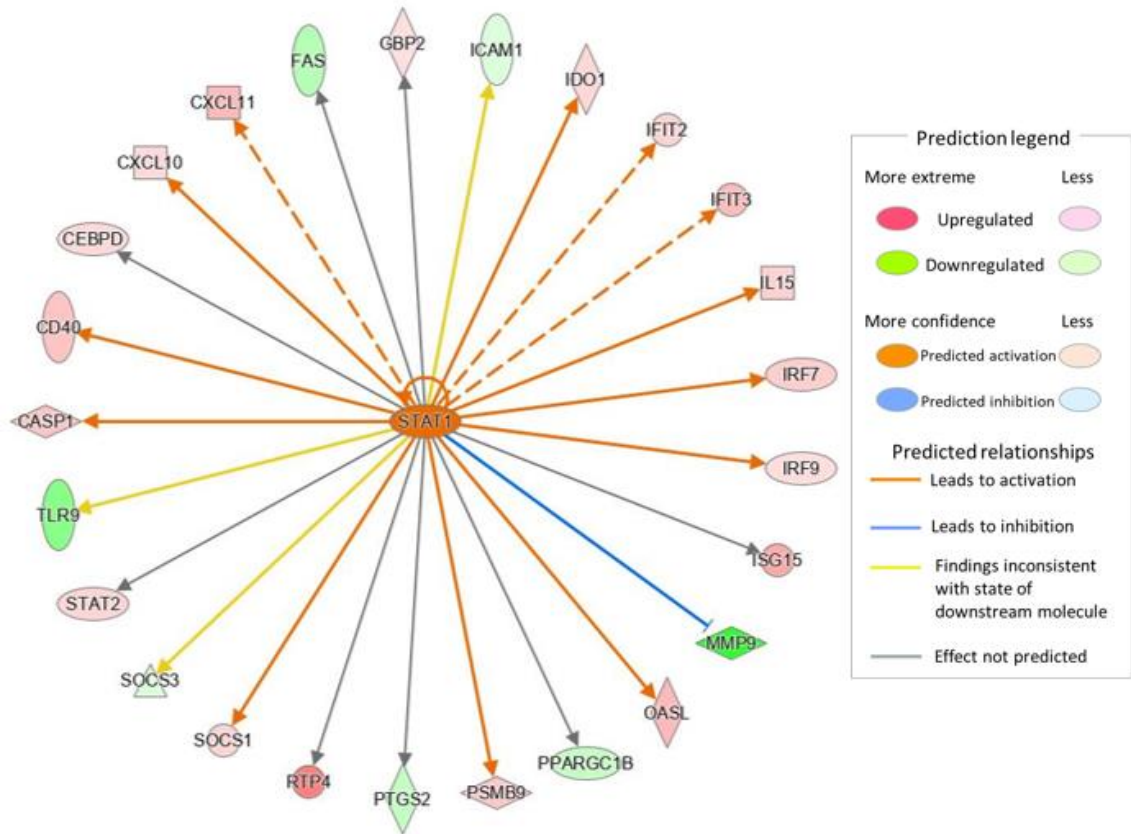 GBP2
ICAM1
FAS
IDO1
CXCL11
IFIT2
CXCL10
IFIT3
CEBPD
IL15
CD40
IRF7
CASP1
STAT1
IRF9
TLR9
ISG15
STAT2
MMP9
SOCS3
OASL
SOCS1
PPARGC1B
RTP4
PTGS2
PSMB9
Prediction legend
More extreme Less
Upregulated
Downregulated
More confidence Less
Predicted activation
Predicted inhibition
Predicted relationships
Leads to activation
Leads to inhibition
Findings inconsistent
with state of
downstream molecule
Effect not predicted